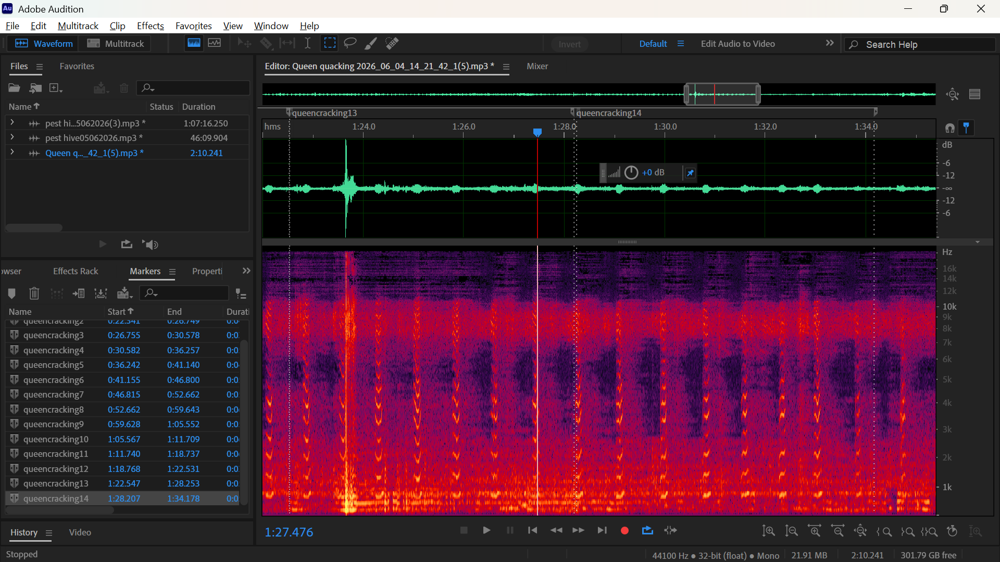 Au Adobe Audition
File Edit Multitrack Clip Effects Favorites View Window Help
Waveform Multitrack Invert Default Edit Audio to Video Search Help
Files Favorites
Name Status Duration
pest hi...5062026(3).mp3 * 1:07:16.250
pest hive05062026.mp3 * 46:09.904
Queen q..._42_1(5).mp3 * 2:10.241
owser Effects Rack Markers Properti
Name Start End Durati
queencracking2 0:22.541 0:26.749 0:0
queencracking3 0:26.755 0:30.578 0:0
queencracking4 0:30.582 0:36.257 0:0
queencracking5 0:36.242 0:41.140 0:0
queencracking6 0:41.155 0:46.800 0:0
queencracking7 0:46.815 0:52.662 0:0
queencracking8 0:52.662 0:59.643 0:0
queencracking9 0:59.628 1:05.552 0:0
queencracking10 1:05.567 1:11.709 0:0
queencracking11 1:11.740 1:18.737 0:0
queencracking12 1:18.768 1:22.531 0:0
queencracking13 1:22.547 1:28.253 0:0
queencracking14 1:28.207 1:34.178 0:0
History Video
Stopped
Editor: Queen quacking 2026_06_04_14_21_42_1(5).mp3 * Mixer
queencracking13 queencracking14
hms 1:24.0 1:26.0 1:28.0 1:30.0 1:32.0 1:34.0
dB
-6
-12
-∞
-12
-6
+0 dB
Hz
16k
14k
12k
10k
9k
8k
7k
6k
5k
4k
3k
2k
1k
1:27.476
44100 Hz ● 32-bit (float) ● Mono 21.91 MB 2:10.241 301.79 GB free